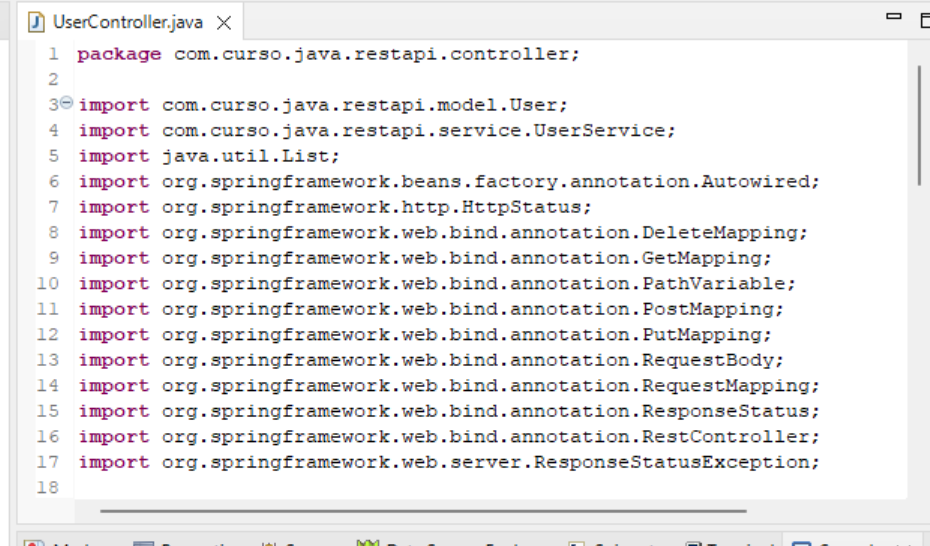 UserController.java
1 package com.curso.java.restapi.controller;
2
3 import com.curso.java.restapi.model.User;
4 import com.curso.java.restapi.service.UserService;
5 import java.util.List;
6 import org.springframework.beans.factory.annotation.Autowired;
7 import org.springframework.http.HttpStatus;
8 import org.springframework.web.bind.annotation.DeleteMapping;
9 import org.springframework.web.bind.annotation.GetMapping;
10 import org.springframework.web.bind.annotation.PathVariable;
11 import org.springframework.web.bind.annotation.PostMapping;
12 import org.springframework.web.bind.annotation.PutMapping;
13 import org.springframework.web.bind.annotation.RequestBody;
14 import org.springframework.web.bind.annotation.RequestMapping;
15 import org.springframework.web.bind.annotation.ResponseStatus;
16 import org.springframework.web.bind.annotation.RestController;
17 import org.springframework.web.server.ResponseStatusException;
18